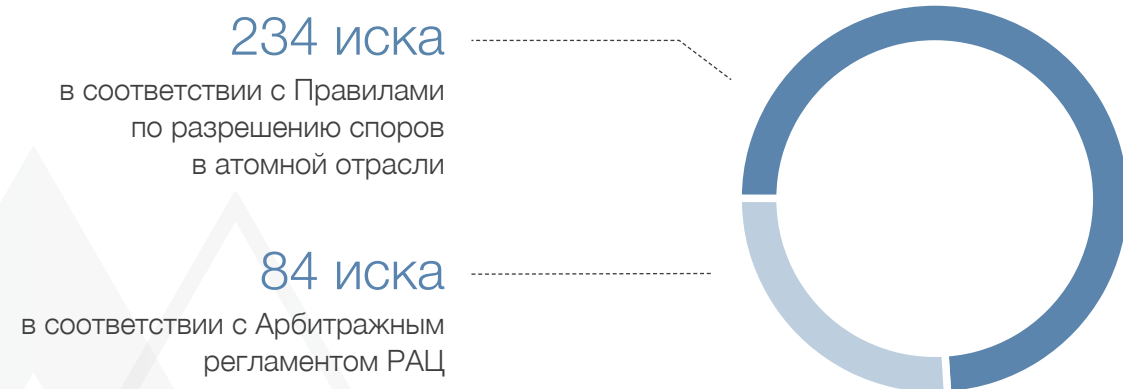 234 иска
в соответствии с Правилами
по разрешению споров
в атомной отрасли
84 иска
в соответствии с Арбитражным
регламентом РАЦ